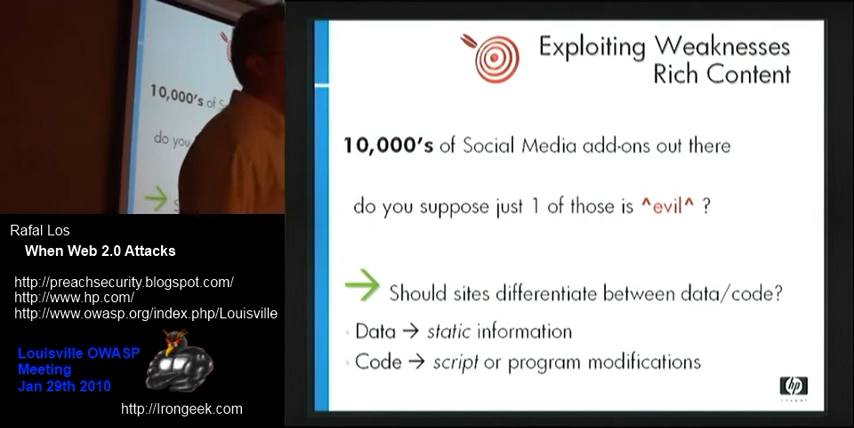 10,000's of S
do you
Rafal Los
When Web 2.0 Attacks
http://preachsecurity.blogspot.com/
http://www.hp.com/
http://www.owasp.org/index.php/Louisville
Louisville OWASP
Meeting
Jan 29th 2010
http://Irongeek.com
Exploiting Weaknesses
Rich Content
10,000's of Social Media add-ons out there
do you suppose just 1 of those is ^evil^ ?
→ Should sites differentiate between data/code?
Data → static information
Code → script or program modifications
hp